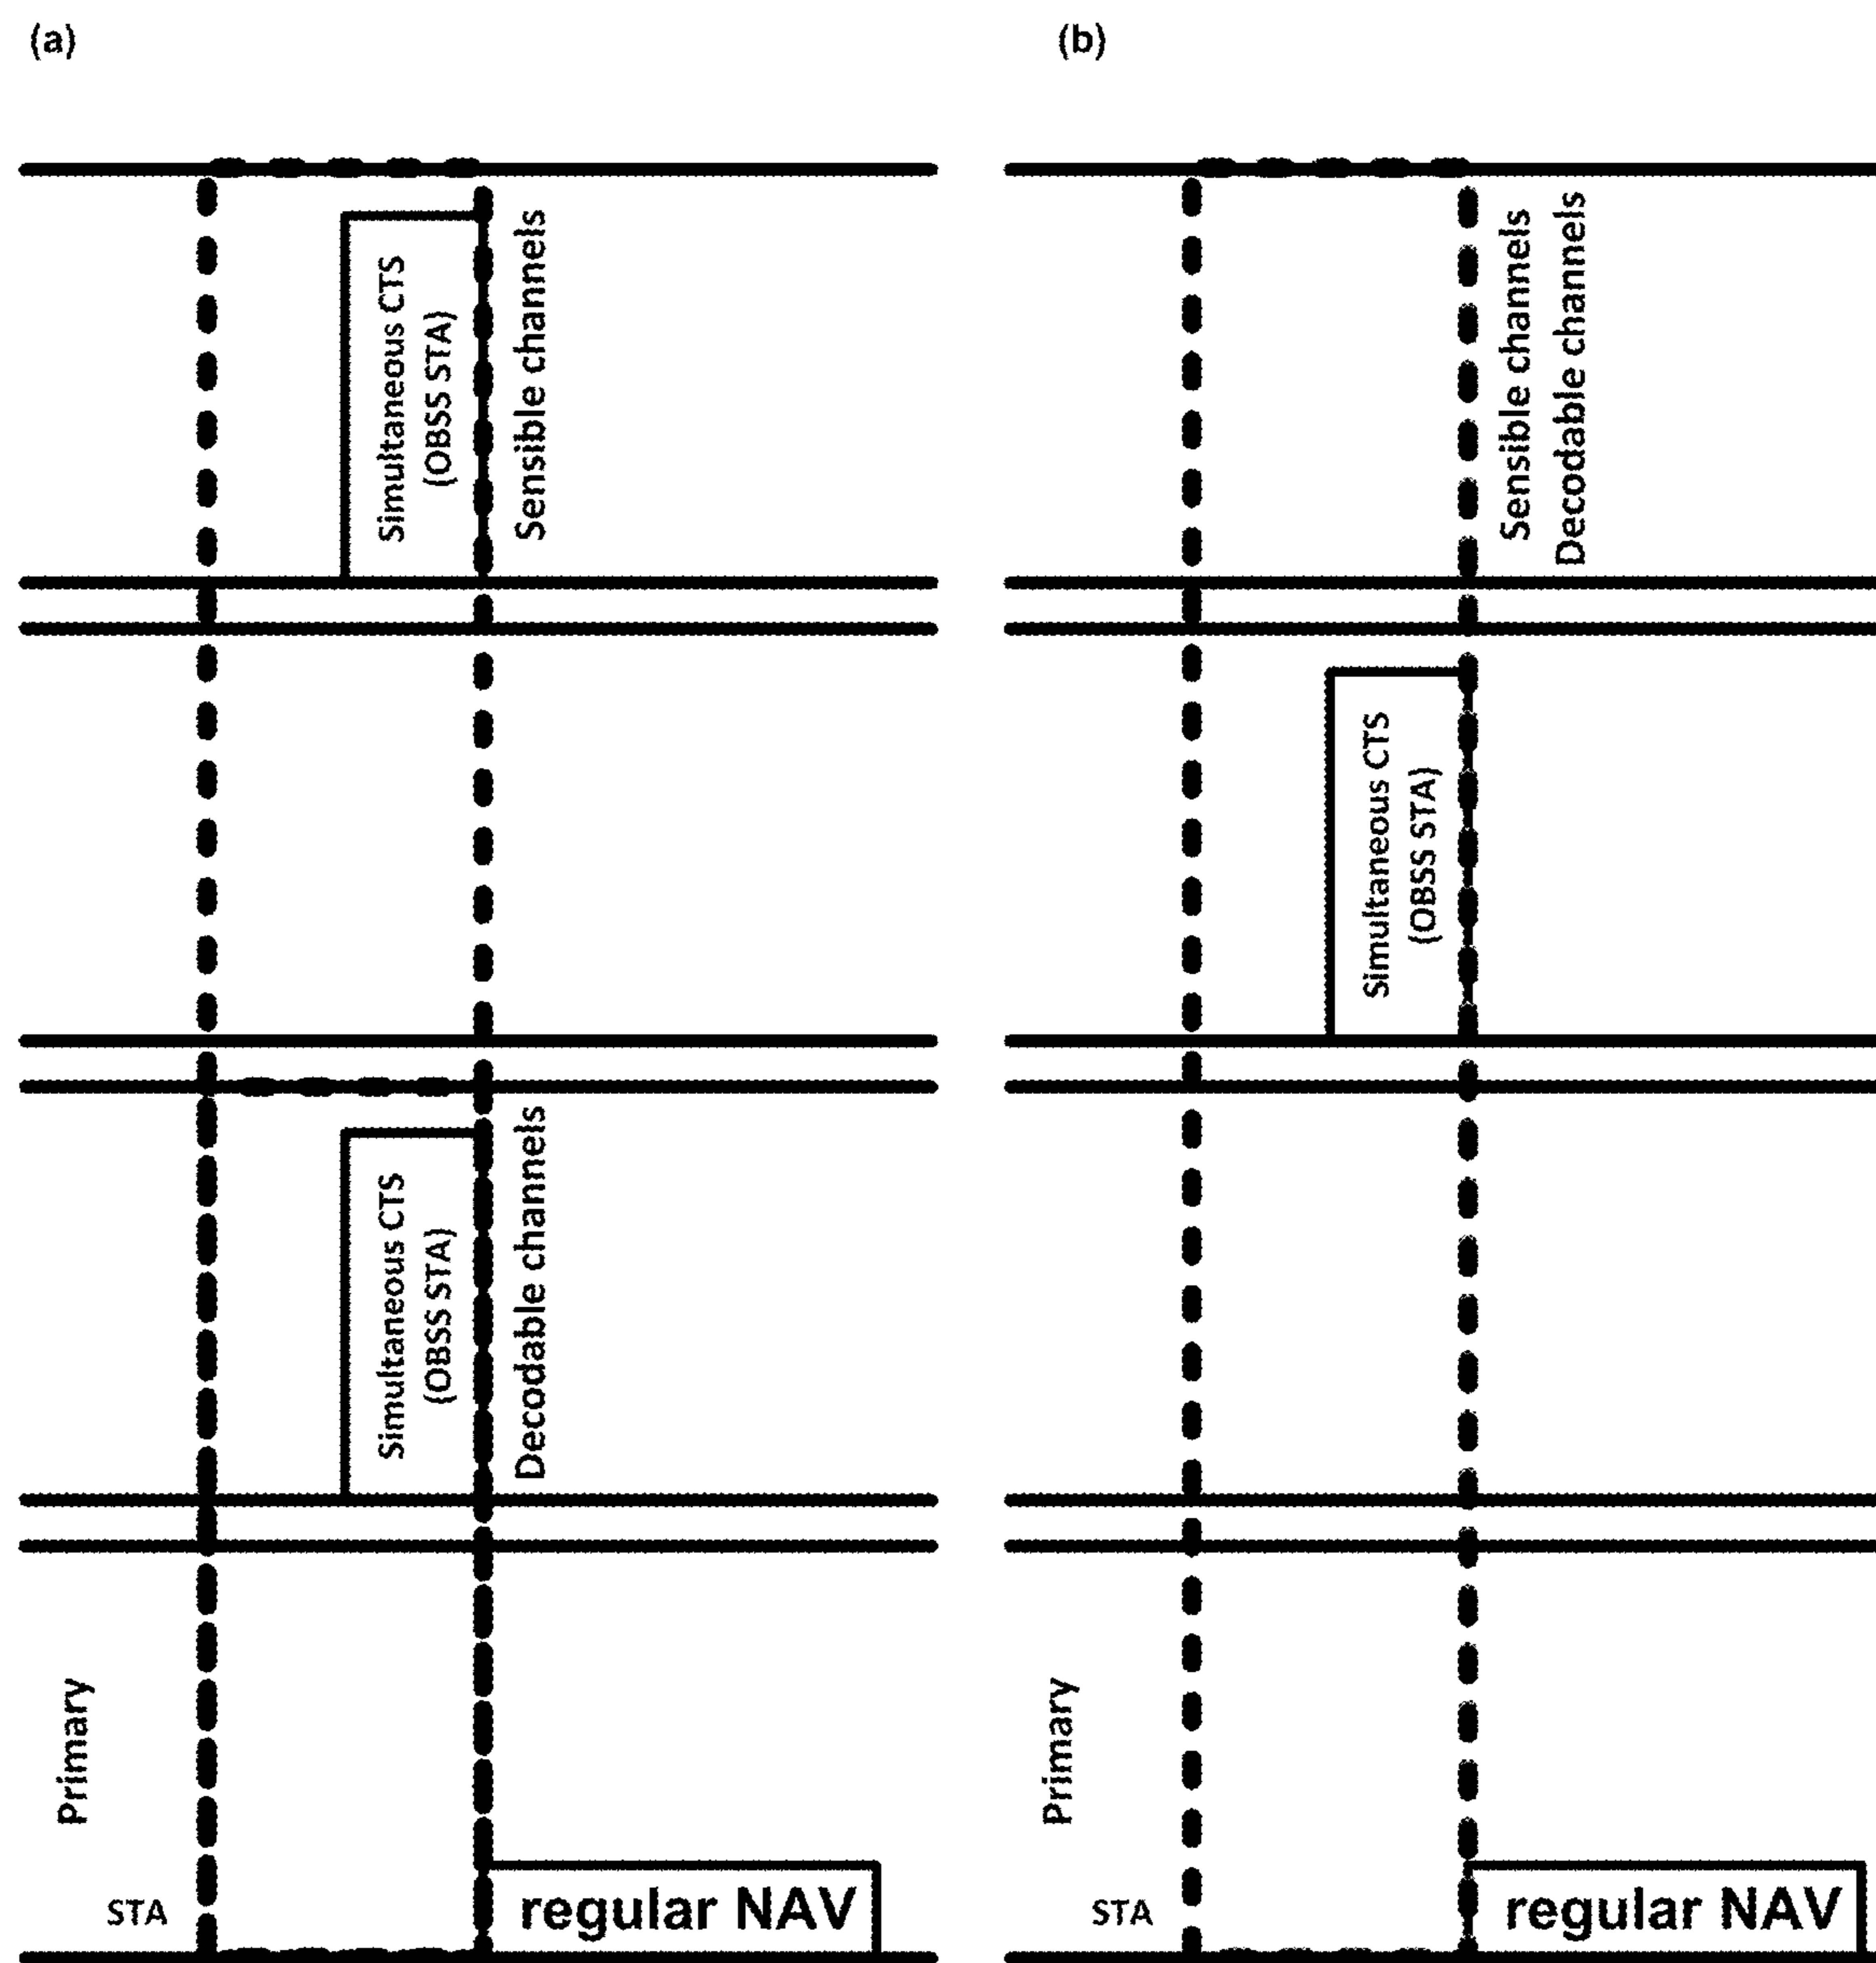 (a)
Simultaneous CTS
(OBSS STA)
Sensible channels
Simultaneous CTS
(OBSS STA)
Decodable channels
Primary
STA
regular NAV
(b)
Sensible channels
Decodable channels
Simultaneous CTS
(OBSS STA)
Primary
STA
regular NAV